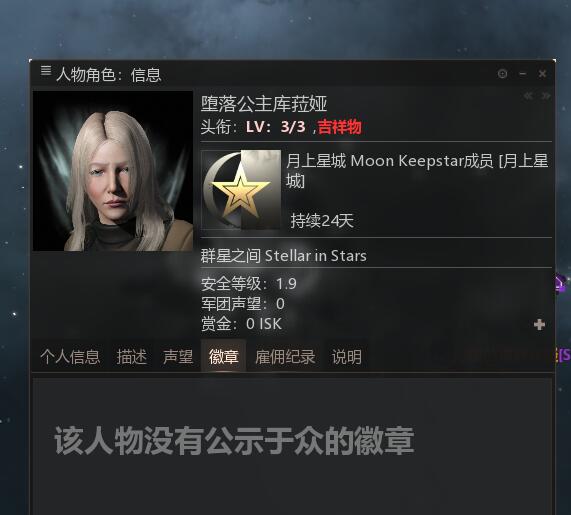 人物角色：信息
堕落公主库菈娅
头衔：LV：3/3 ,吉祥物
月上星城 Moon Keepstar成员 [月上星
城]
持续24天
群星之间 Stellar in Stars
安全等级：1.9
军团声望：0
赏金：0 ISK
个人信息 描述 声望 徽章 雇佣纪录 说明
该人物没有公示于众的徽章